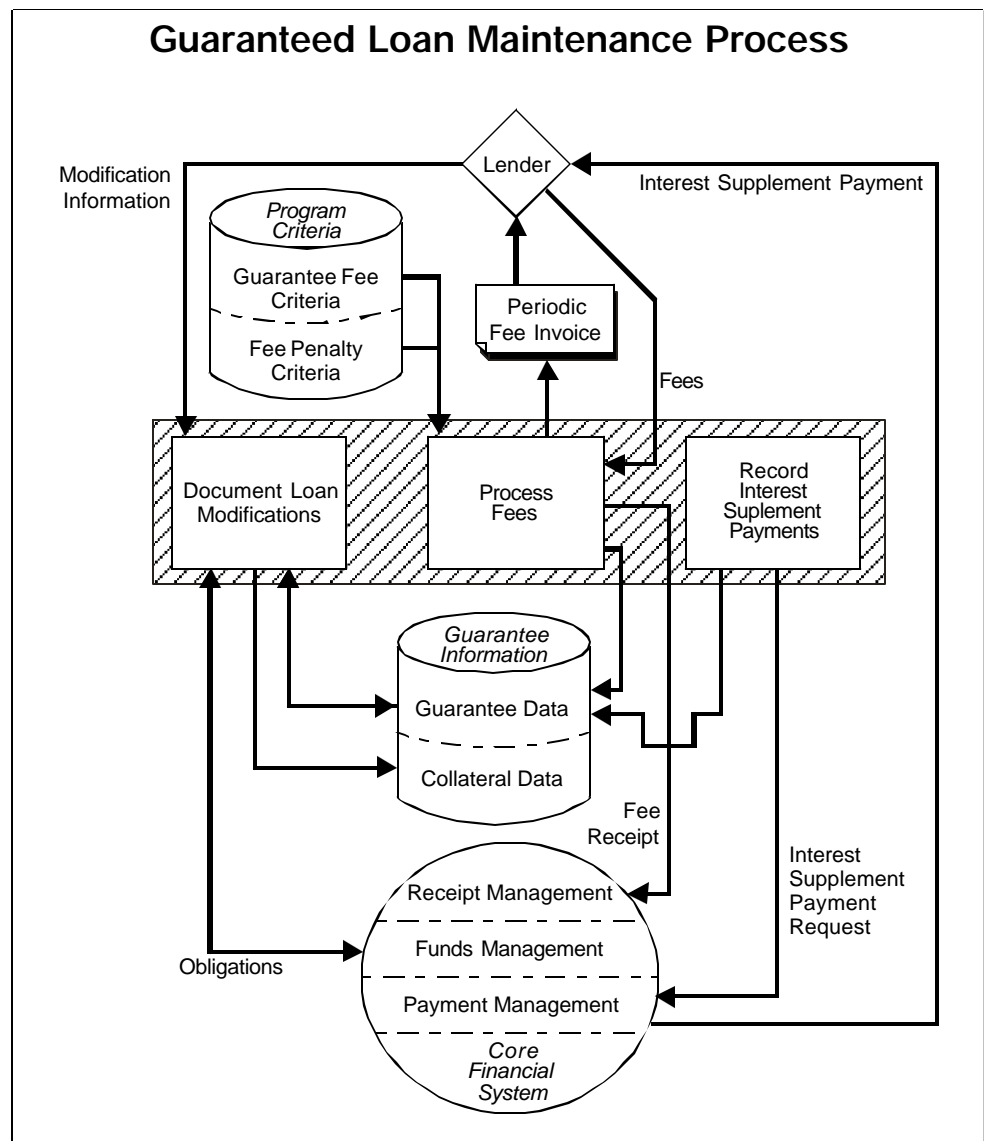 Guaranteed Loan Maintenance Process
Lender
Modification
Information
Interest Supplement Payment
Program
Criteria
Guarantee Fee
Criteria
Fee Penalty
Criteria
Periodic
Fee Invoice
Fees
Document Loan
Modifications
Process
Fees
Record
Interest
Suplement
Payments
Guarantee
Information
Guarantee Data
Collateral Data
Fee
Receipt
Interest
Supplement
Payment
Request
Receipt Management
Funds Management
Obligations
Payment Management
Core
Financial
System